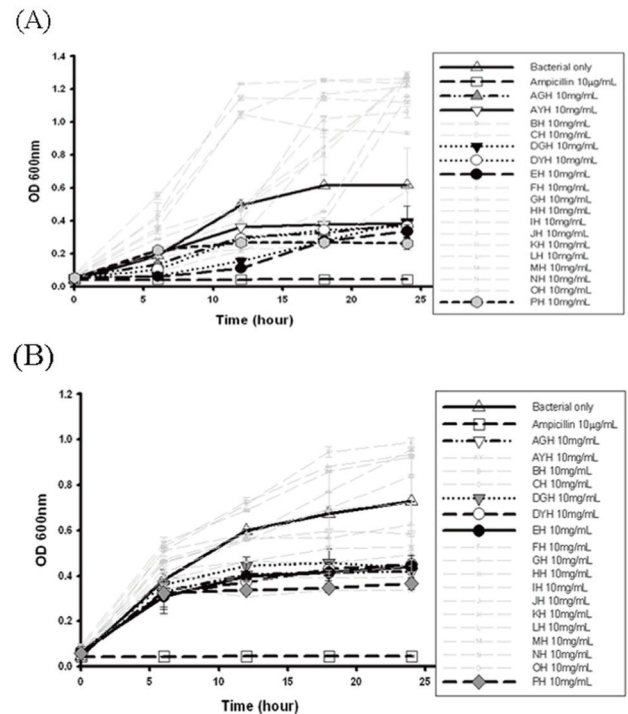 (A)
1.4
1.2
1.0
0.8
0.6
0.4
0.2
0.0
OD 600nm
0
5
10
15
20
25
Time (hour)
Bacterial only
Ampicillin 10μg/mL
AGH 10mg/mL
AYH 10mg/mL
BH 10mg/mL
CH 10mg/mL
DGH 10mg/mL
DYH 10mg/mL
EH 10mg/mL
FH 10mg/mL
GH 10mg/mL
HH 10mg/mL
IH 10mg/mL
JH 10mg/mL
KH 10mg/mL
LH 10mg/mL
MH 10mg/mL
NH 10mg/mL
OH 10mg/mL
PH 10mg/mL
(B)
1.2
1.0
0.8
0.6
0.4
0.2
0.0
OD 600nm
0
5
10
15
20
25
Time (hour)
Bacterial only
Ampicillin 10μg/mL
AGH 10mg/mL
AYH 10mg/mL
BH 10mg/mL
CH 10mg/mL
DGH 10mg/mL
DYH 10mg/mL
EH 10mg/mL
FH 10mg/mL
GH 10mg/mL
HH 10mg/mL
IH 10mg/mL
JH 10mg/mL
KH 10mg/mL
LH 10mg/mL
MH 10mg/mL
NH 10mg/mL
OH 10mg/mL
PH 10mg/mL